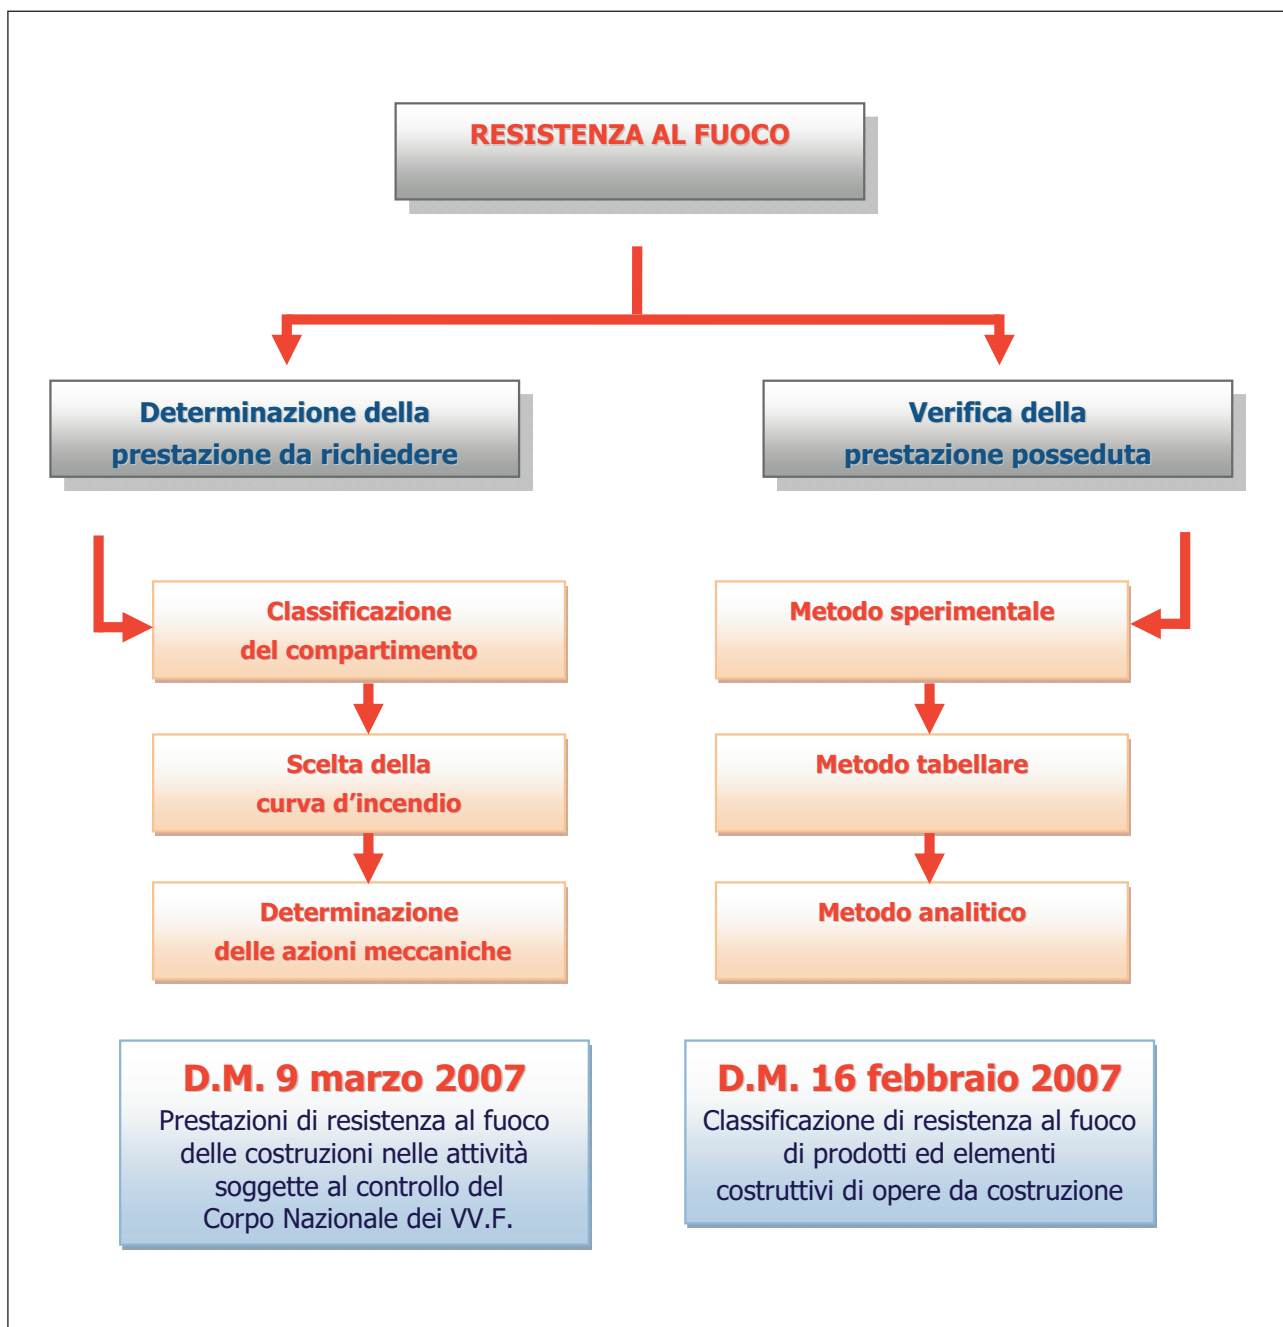 RESISTENZA AL FUOCO
Determinazione della
prestazione da richiedere
Verifica della
prestazione posseduta
Classificazione
del compartimento
Scelta della
curva d’incendio
Determinazione
delle azioni meccaniche
Metodo sperimentale
Metodo tabellare
Metodo analitico
D.M. 9 marzo 2007
Prestazioni di resistenza al fuoco
delle costruzioni nelle attività
soggette al controllo del
Corpo Nazionale dei VV.F.
D.M. 16 febbraio 2007
Classificazione di resistenza al fuoco
di prodotti ed elementi
costruttivi di opere da costruzione